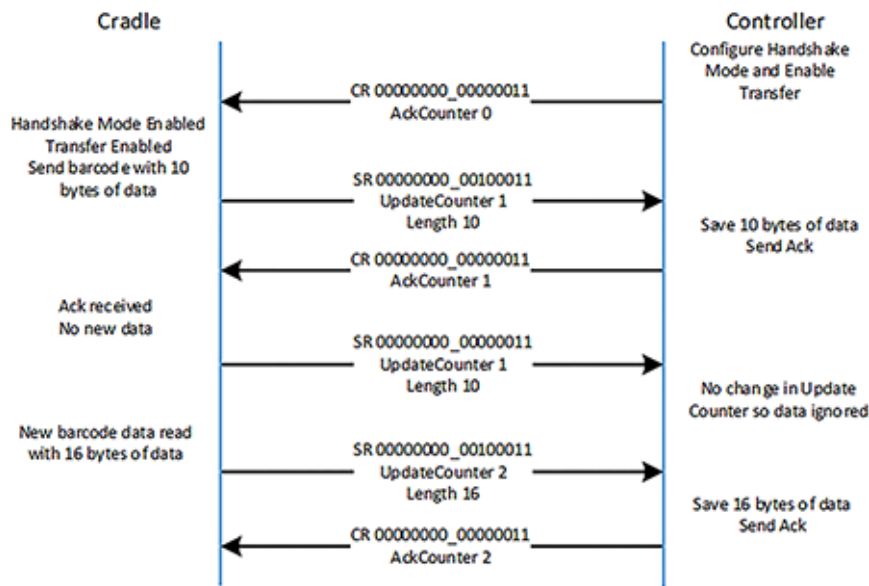 Cradle
Controller
Configure Handshake
Mode and Enable
Transfer
CR 00000000_00000011
AckCounter 0
Handshake Mode Enabled
Transfer Enabled
Send barcode with 10
bytes of data
SR 00000000_00100011
UpdateCounter 1
Length 10
Save 10 bytes of data
Send Ack
CR 00000000_00000011
AckCounter 1
Ack received
No new data
SR 00000000_00000011
UpdateCounter 1
Length 10
No change in Update
Counter so data ignored
New barcode data read
with 16 bytes of data
SR 00000000_00100011
UpdateCounter 2
Length 16
Save 16 bytes of data
Send Ack
CR 00000000_00000011
AckCounter 2